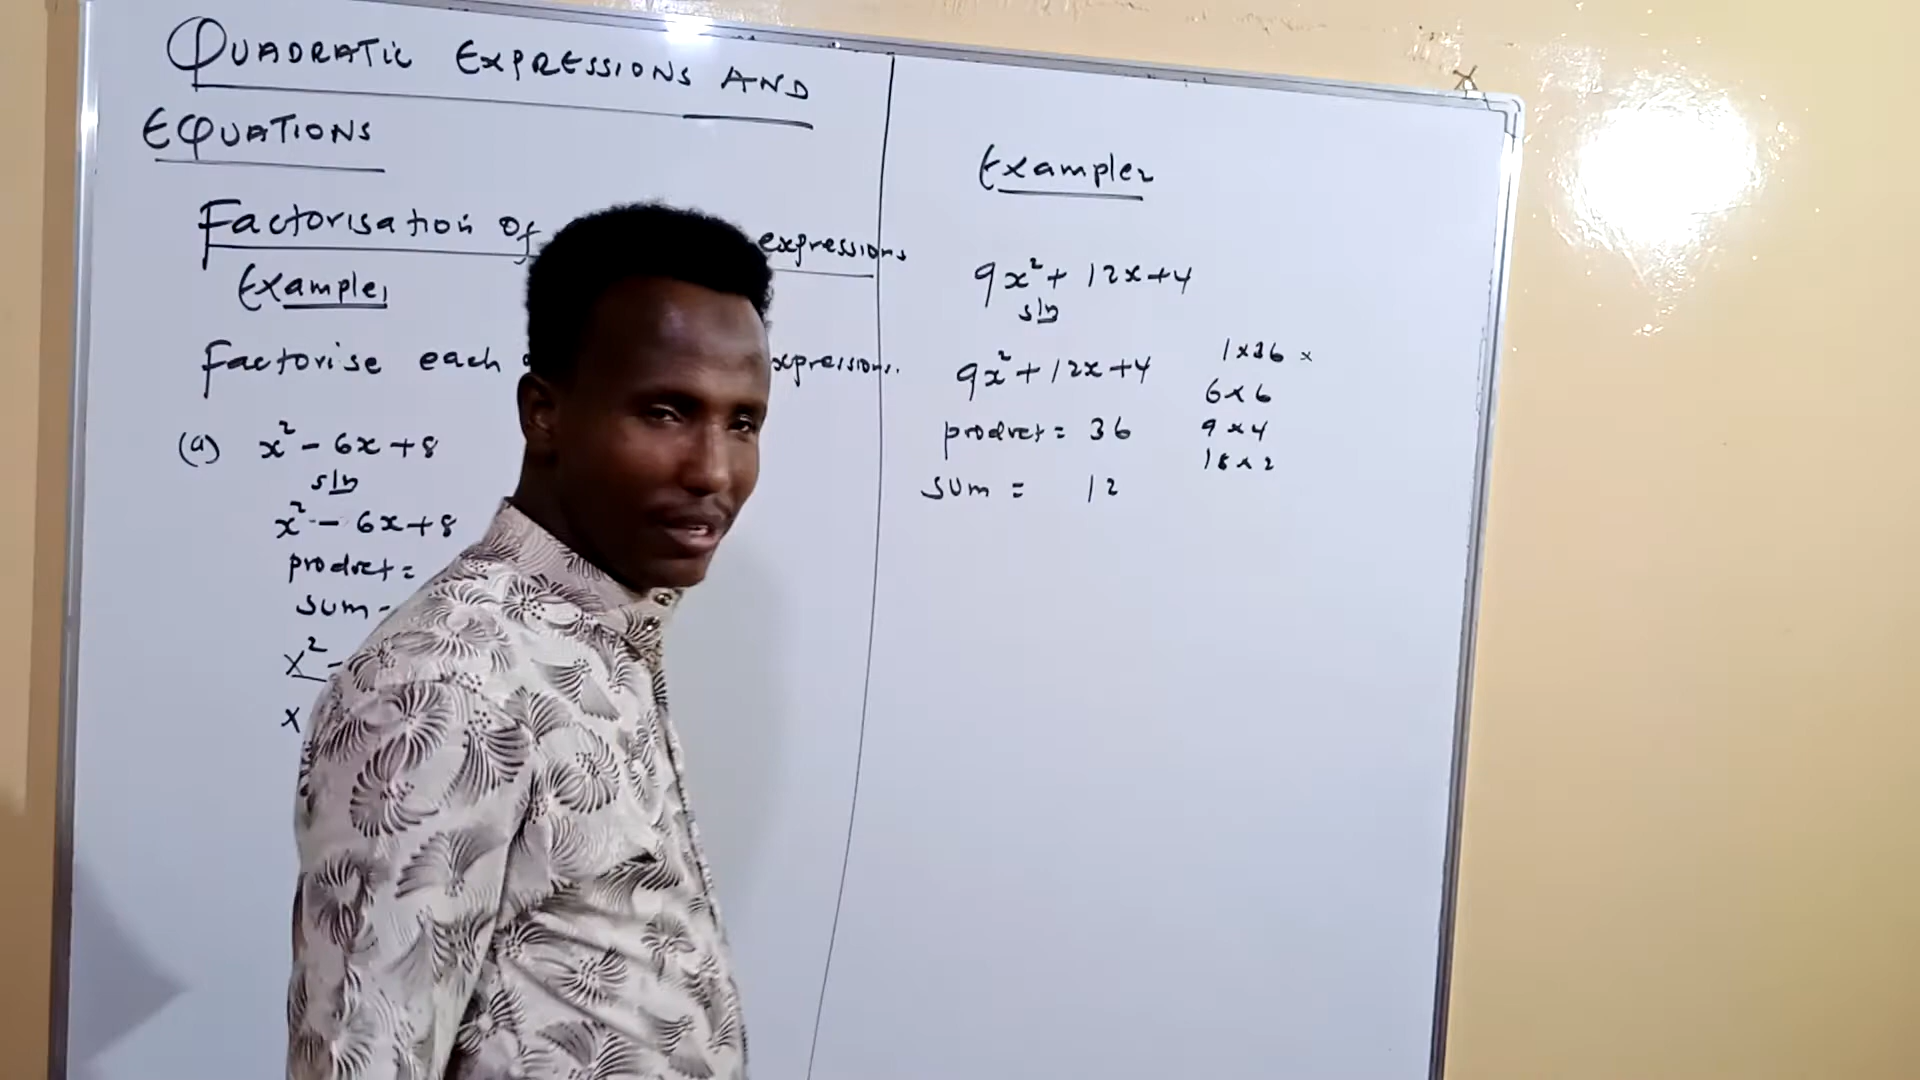 QUADRATIC EXPRESSIONS AND
EQUATIONS
Factorisation of expressions
Example1
Factorise each expression.
(a) x² - 6x + 8
sln
x² - 6x + 8
product =
sum =
x² -
x
Example2
9x² + 12x + 4
sln
9x² + 12x + 4
product = 36
sum = 12
1 x 36 x
6 x 6
9 x 4
18 x 2